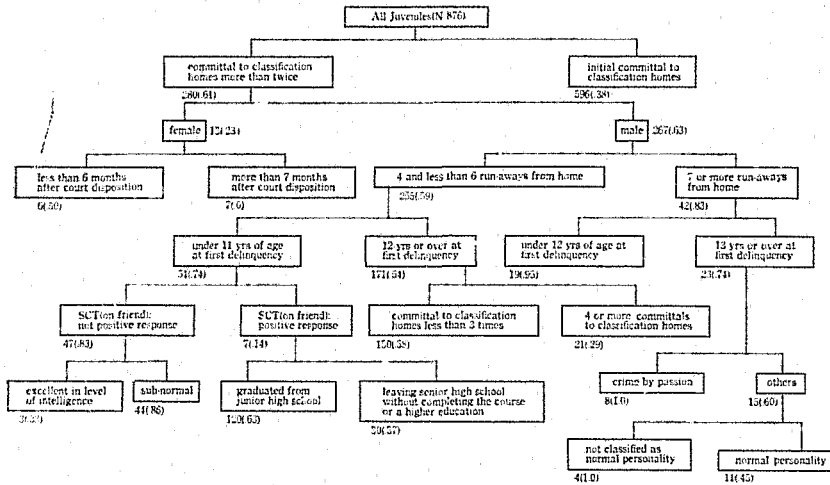 All Juveniles(N 876)
committal to classification
homes more than twice
initial committal to
classification homes
280(.61)
596(.38)
female
male
267(.63)
less than 6 months
after court disposition
more than 7 months
after court disposition
4 and less than 6 run-aways from home
7 or more run-aways
from home
7(.0)
42(.83)
under 11 yrs of age
at first delinquency
12 yrs or over at
first delinquency
under 12 yrs of age at
first delinquency
13 yrs or over at
first delinquency
171(.54)
19(.95)
23(.74)
SCT(on friend):
not positive response
SCT(on friend):
positive response
committal to classification
homes less than 3 times
4 or more committals
to classification homes
47(.83)
7(.14)
150(.58)
21(.29)
excellent in level
of intelligence
sub-normal
graduated from
junior high school
leaving senior high school
without completing the course
or a higher education
crime by passion
others
44(.86)
8(1.0)
15(.60)
not classified as
normal personality
normal personality
4(1.0)
11(.45)